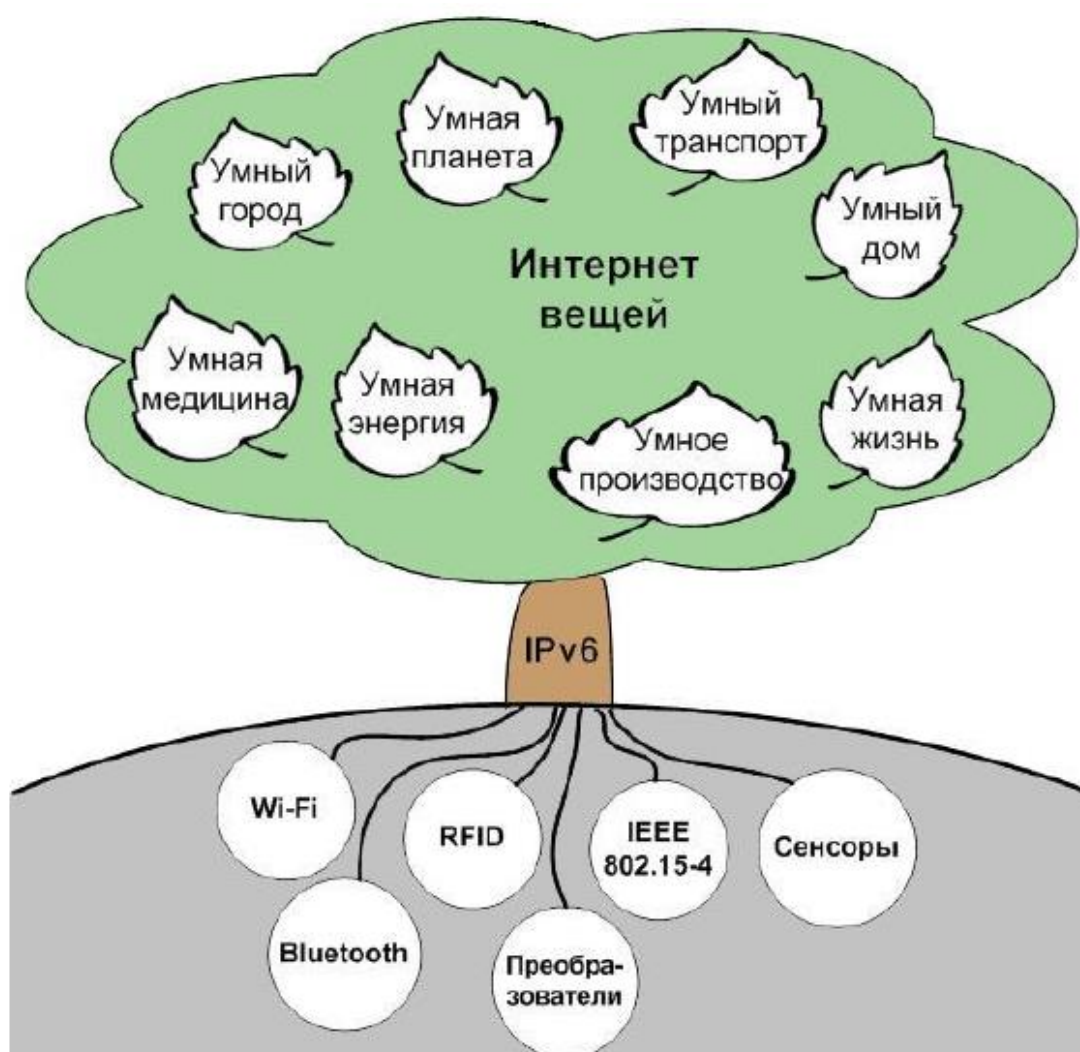 Умная
планета
Умный
транспорт
Умный
город
Умный
дом
Интернет
вещей
Умная
медицина
Умная
энергия
Умное
производство
Умная
жизнь
IPv6
Wi-Fi
RFID
IEEE
802.15-4
Сенсоры
Bluetooth
Преобра-
зователи